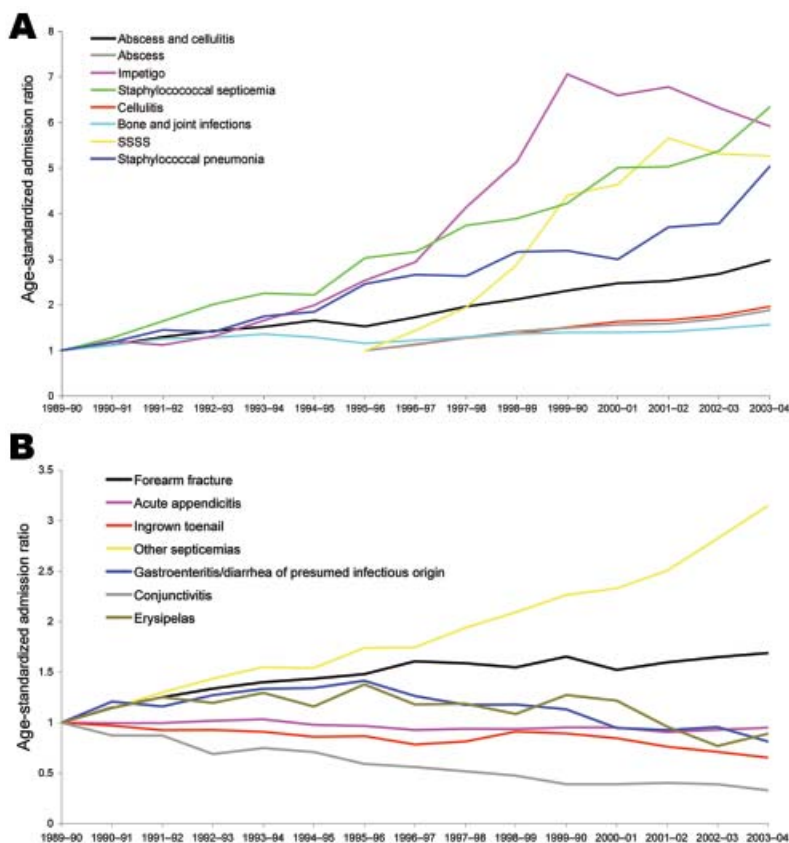 A
Age-standardized admission ratio
8
7
6
5
4
3
2
1
0
Abscess and cellulitis
Abscess
Impetigo
Staphylocococcal septicemia
Cellulitis
Bone and joint infections
SSSS
Staphylococcal pneumonia
1989–90 1990–91 1991–92 1992–93 1993–94 1994–95 1995–96 1996–97 1997–98 1998–99 1999–90 2000–01 2001–02 2002–03 2003–04
B
Age-standardized admission ratio
3.5
3
2.5
2
1.5
1
0.5
0
Forearm fracture
Acute appendicitis
Ingrown toenail
Other septicemias
Gastroenteritis/diarrhea of presumed infectious origin
Conjunctivitis
Erysipelas
1989–90 1990–91 1991–92 1992–93 1993–94 1994–95 1995–96 1996–97 1997–98 1998–99 1999–90 2000–01 2001–02 2002–03 2003–04